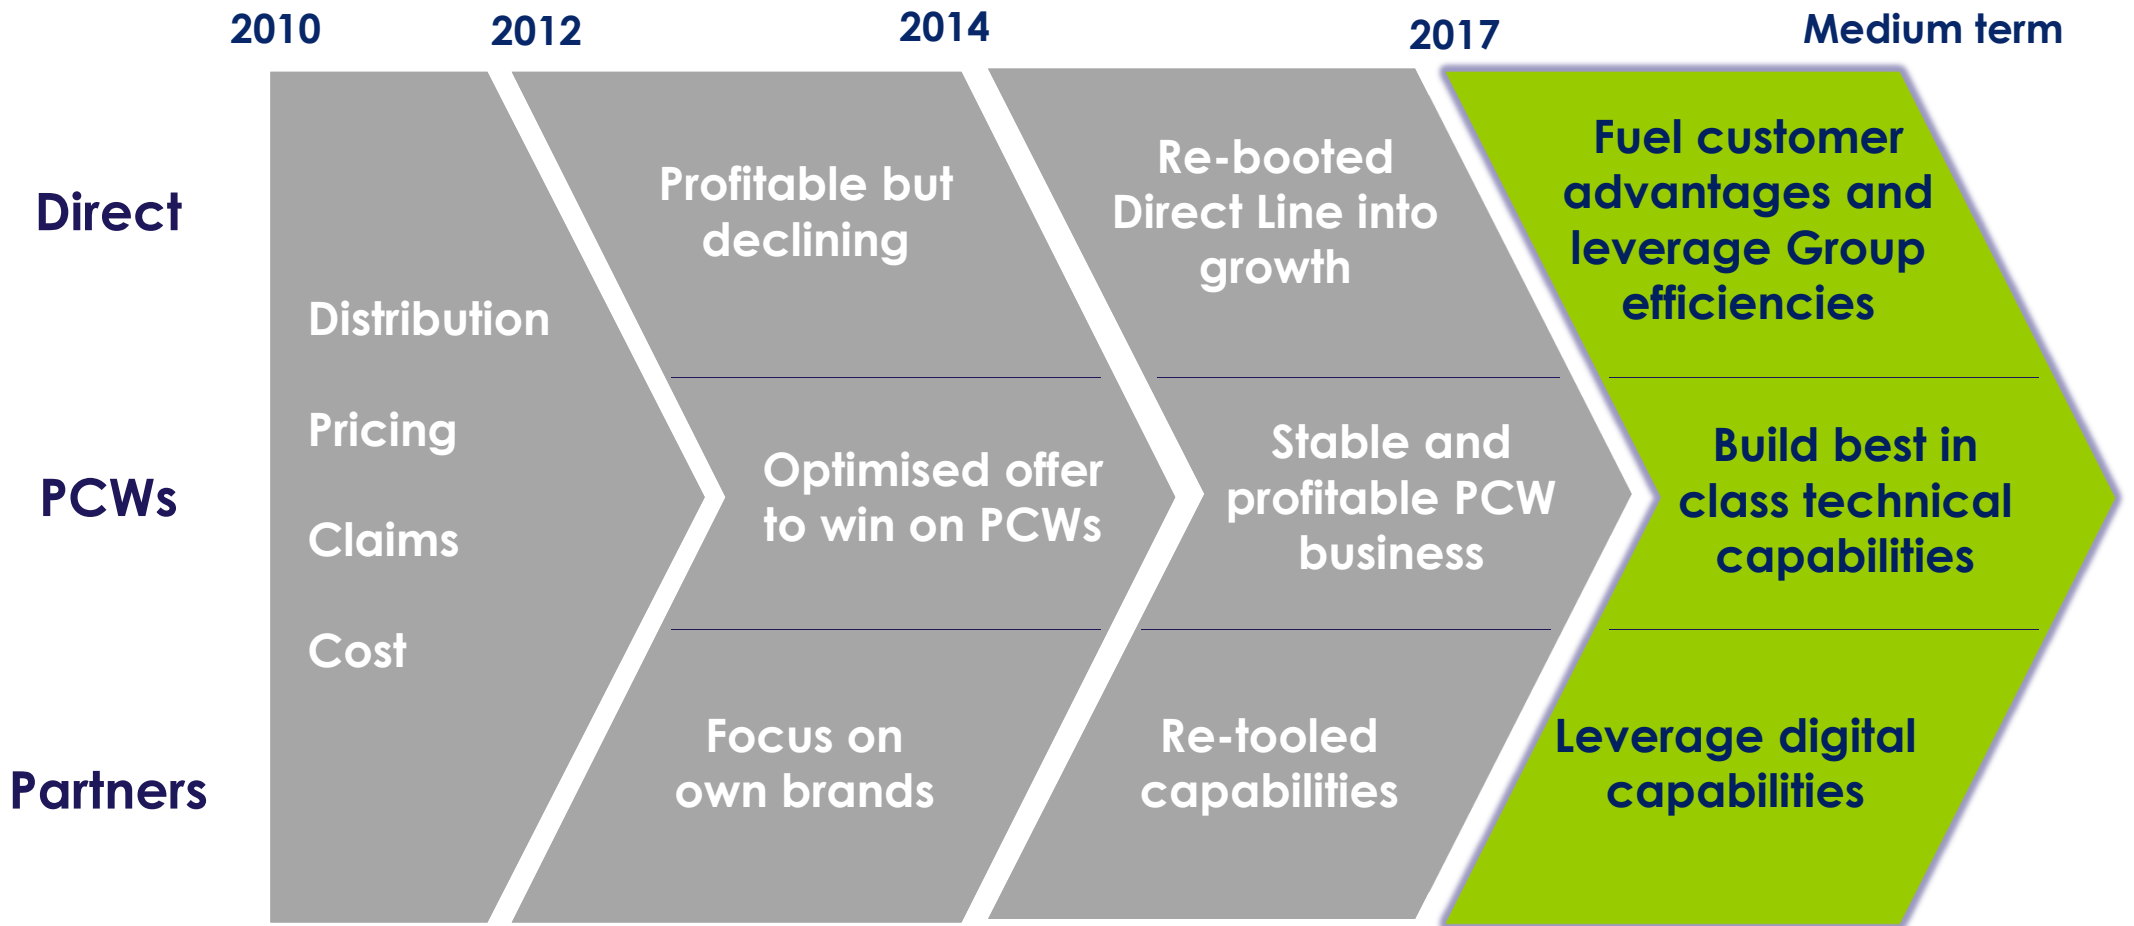 2010
2012
2014
2017
Medium term
Direct
PCWs
Partners
Distribution
Pricing
Claims
Cost
Profitable but
declining
Optimised offer
to win on PCWs
Focus on
own brands
Re-booted
Direct Line into
growth
Stable and
profitable PCW
business
Re-tooled
capabilities
Fuel customer
advantages and
leverage Group
efficiencies
Build best in
class technical
capabilities
Leverage digital
capabilities